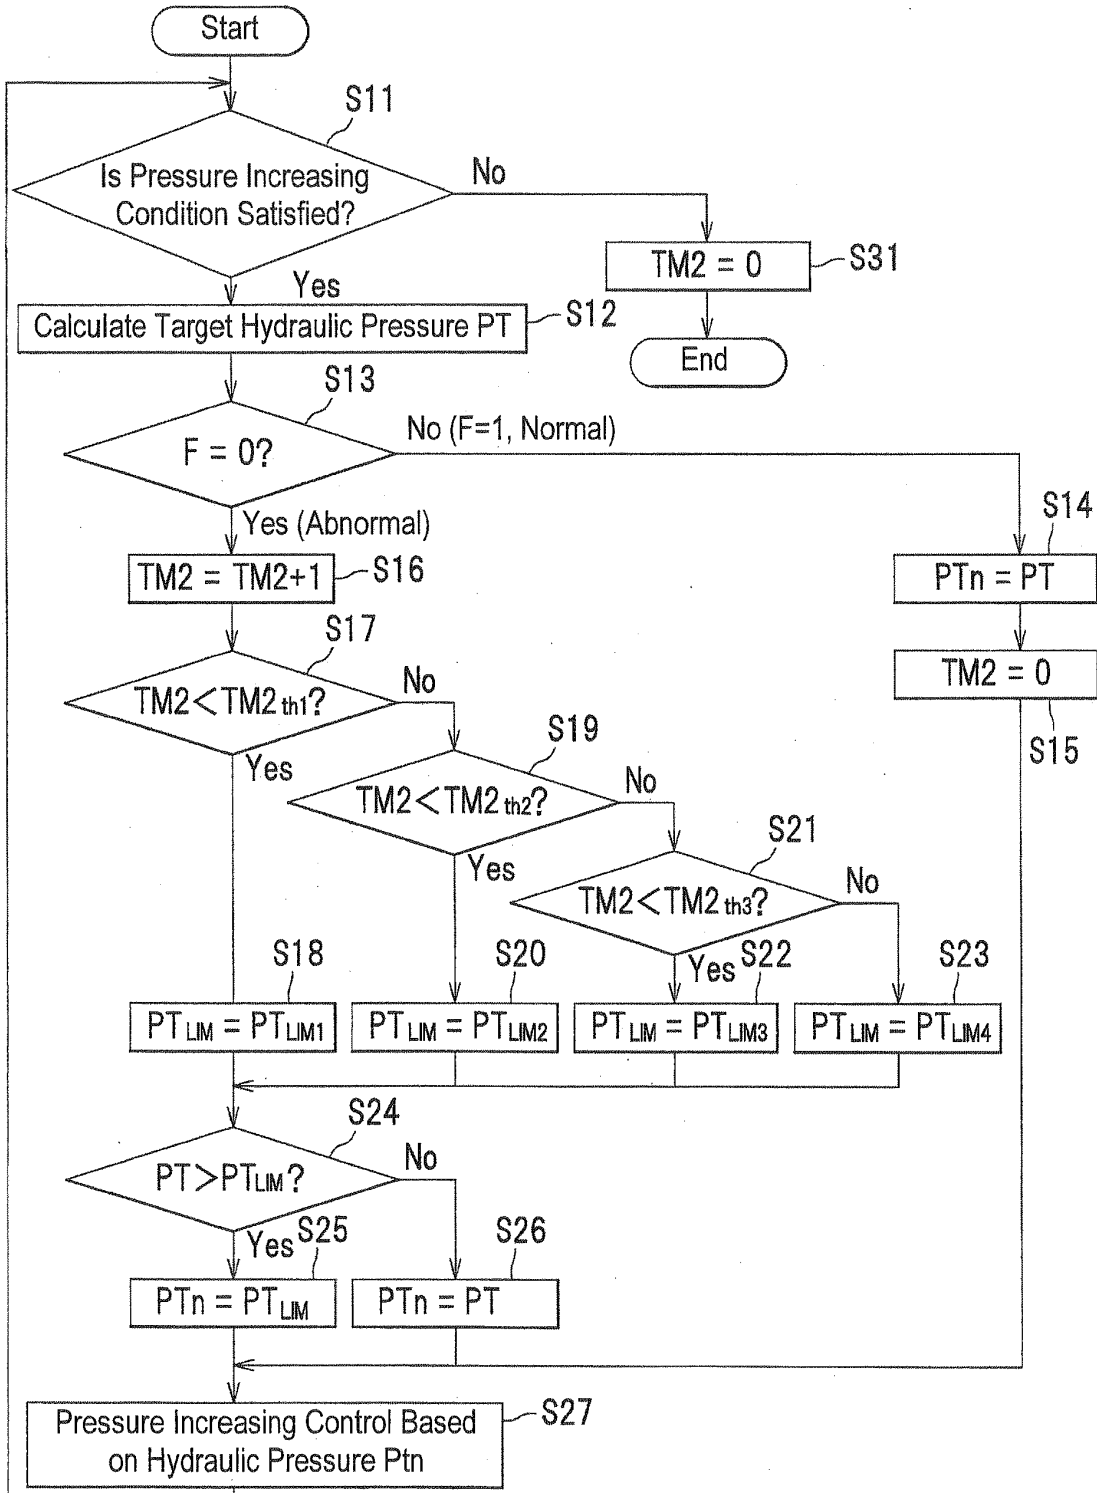 Start
S11
Is Pressure Increasing
Condition Satisfied?
No
TM2 = 0
S31
Yes
End
Calculate Target Hydraulic Pressure PT
S12
S13
F = 0?
No (F=1, Normal)
Yes (Abnormal)
S14
TM2 = TM2+1
S16
PTn = PT
S17
TM2<TM2th1?
No
TM2 = 0
S15
Yes
S19
TM2<TM2th2?
No
Yes
S21
TM2<TM2th3?
No
Yes
S18
S20
S22
S23
PTLIM = PTLIM1
PTLIM = PTLIM2
PTLIM = PTLIM3
PTLIM = PTLIM4
S24
PT>PTLIM?
No
Yes
S25
S26
PTn = PTLIM
PTn = PT
Pressure Increasing Control Based
on Hydraulic Pressure Ptn
S27